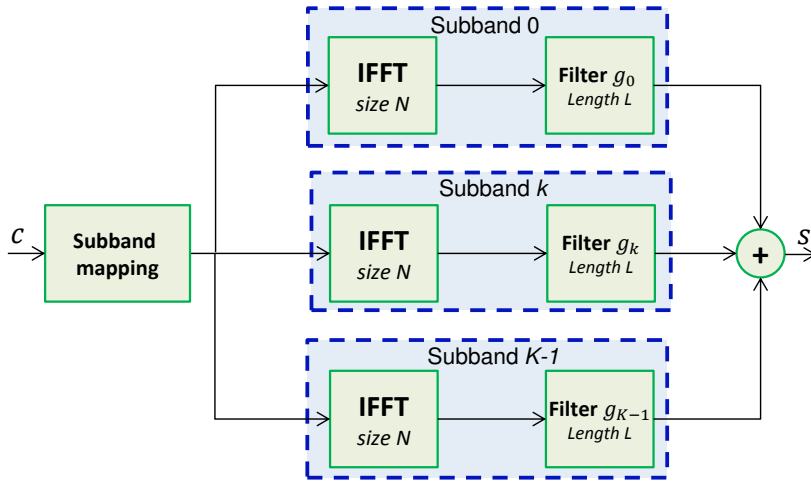 Subband 0
IFFT
size N
Filter g₀
Length L
Subband k
c
Subband
mapping
IFFT
size N
Filter gₖ
Length L
+
s
Subband K-1
IFFT
size N
Filter g_{K−1}
Length L